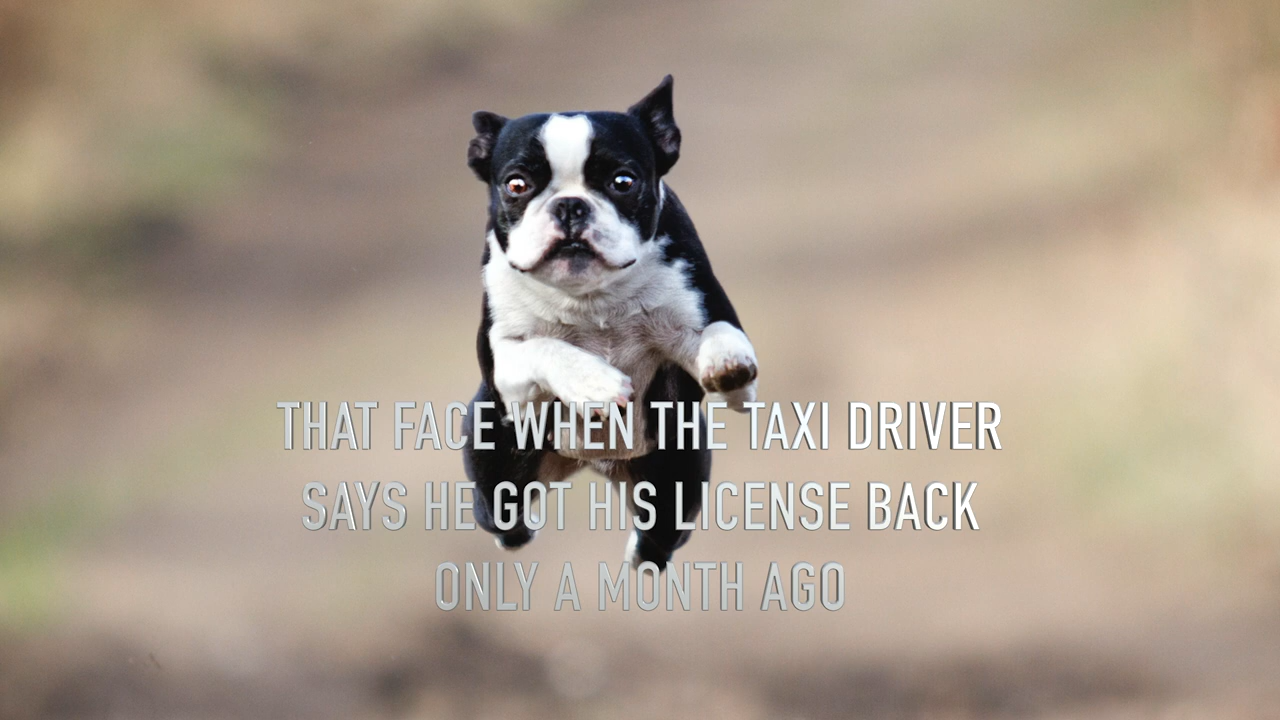 THAT FACE WHEN THE TAXI DRIVER
SAYS HE GOT HIS LICENSE BACK
ONLY A MONTH AGO